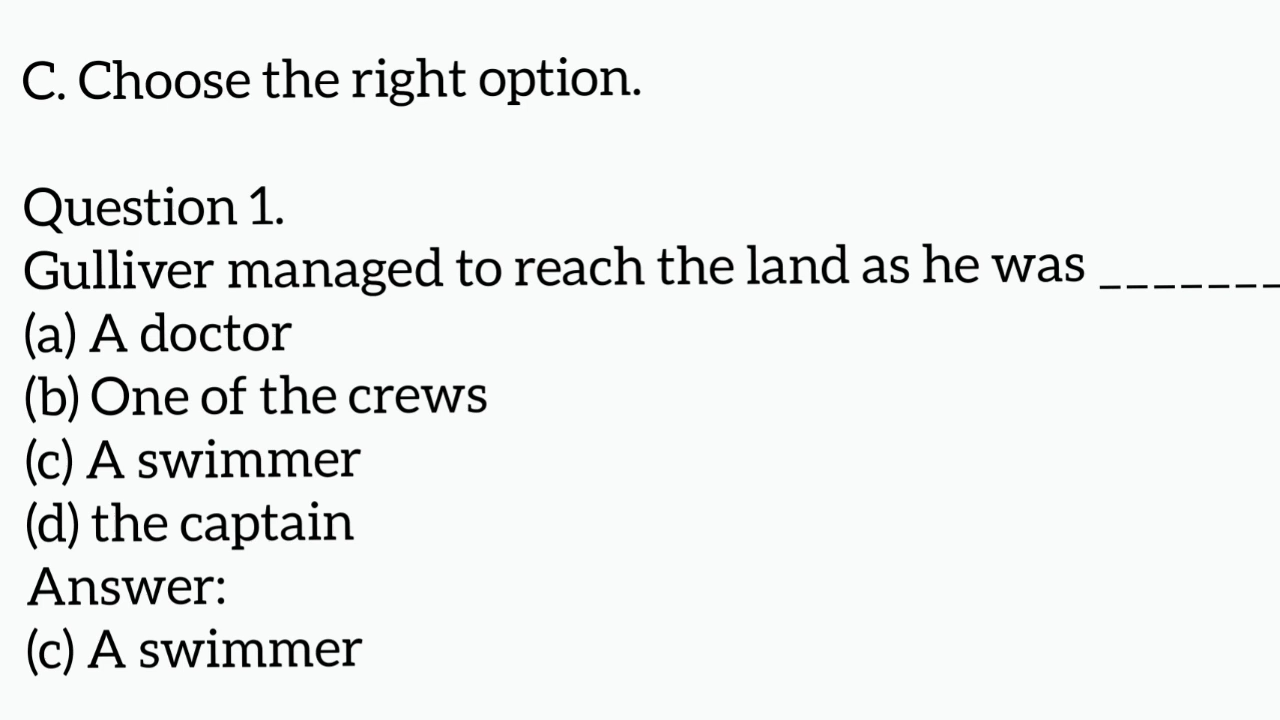 C. Choose the right option.
Question 1.
Gulliver managed to reach the land as he was _______
(a) A doctor
(b) One of the crews
(c) A swimmer
(d) the captain
Answer:
(c) A swimmer